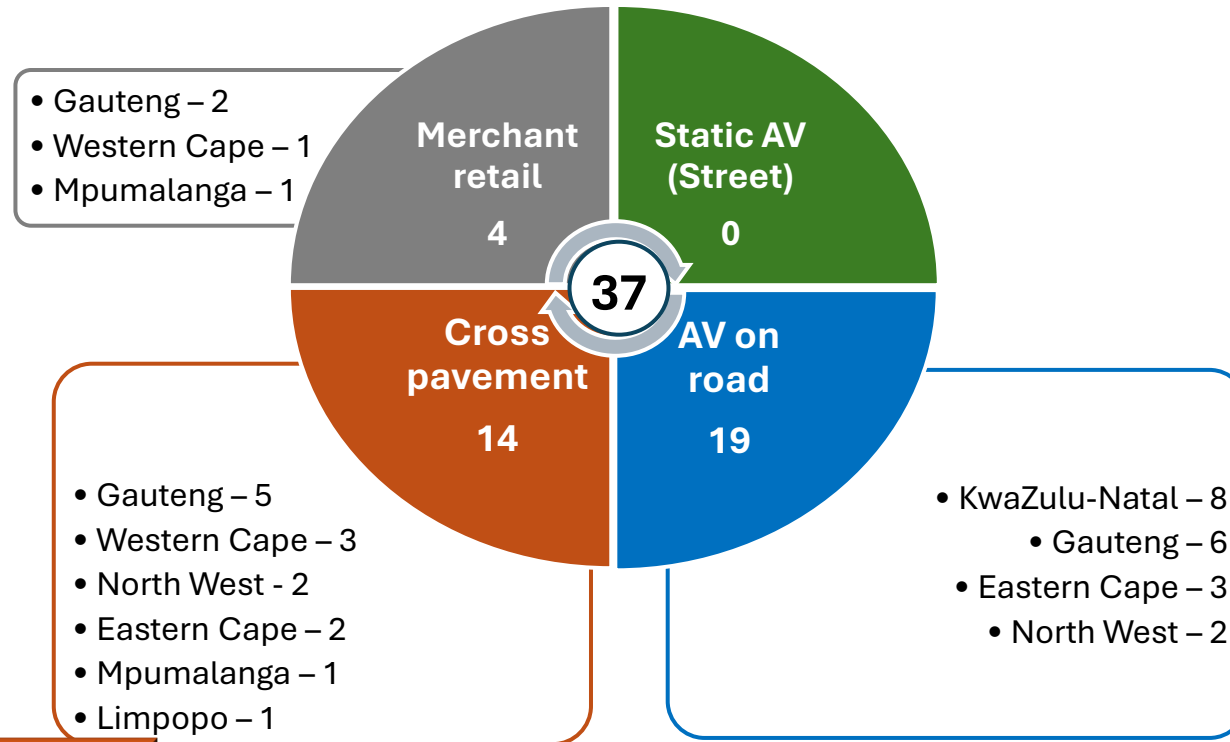 • Gauteng – 2
• Western Cape – 1
• Mpumalanga – 1
Merchant
retail
4
Static AV
(Street)
0
37
Cross
pavement
14
AV on
road
19
• Gauteng – 5
• Western Cape – 3
• North West - 2
• Eastern Cape – 2
• Mpumalanga – 1
• Limpopo – 1
• KwaZulu-Natal – 8
• Gauteng – 6
• Eastern Cape – 3
• North West – 2